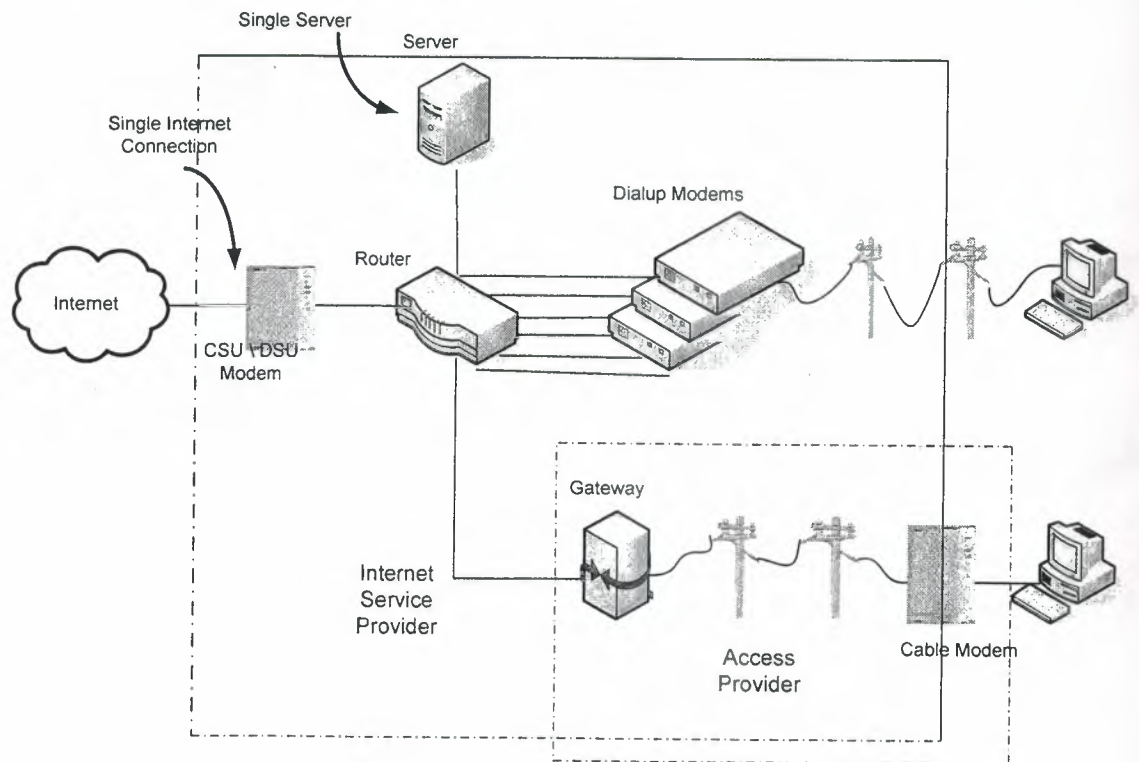 Single Server
Server
Single Internet
Connection
Dialup Modems
Router
Internet
CSU \ DSU
Modem
Gateway
Internet
Service
Provider
Access
Provider
Cable Modem